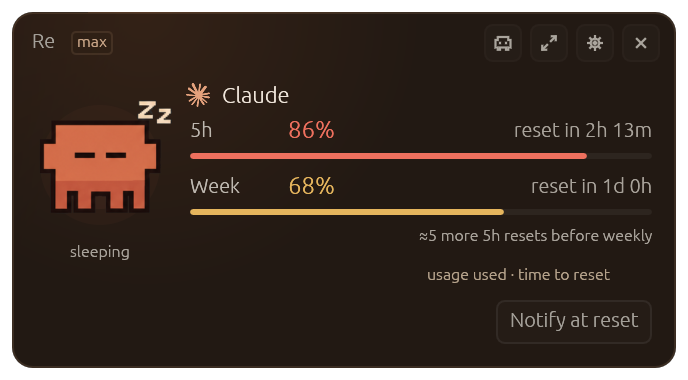 Re max
zz
Claude
5h 86% reset in 2h 13m
Week 68% reset in 1d 0h
≈5 more 5h resets before weekly
sleeping
usage used · time to reset
Notify at reset